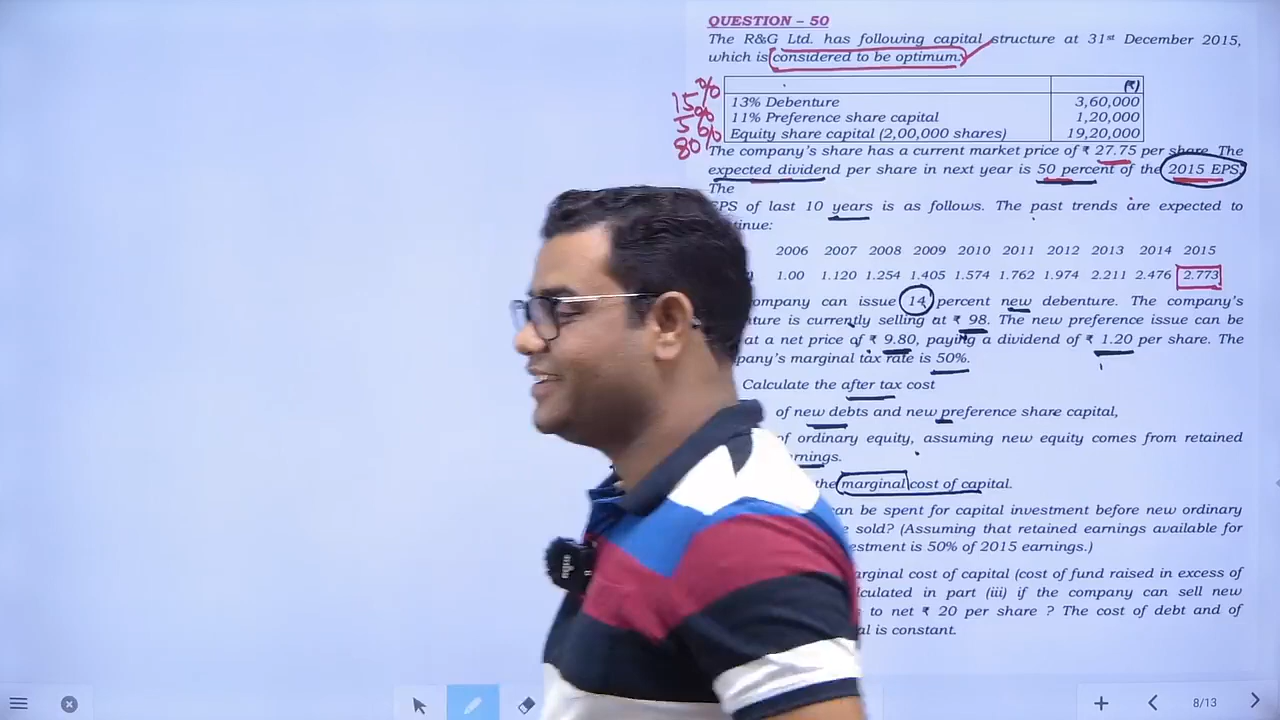 QUESTION – 50
The R&G Ltd. has following capital structure at 31st December 2015,
which is considered to be optimum.
(₹)
15% 13% Debenture 3,60,000
5% 11% Preference share capital 1,20,000
80% Equity share capital (2,00,000 shares) 19,20,000
The company's share has a current market price of ₹ 27.75 per share. The
expected dividend per share in next year is 50 percent of the 2015 EPS.
The
EPS of last 10 years is as follows. The past trends are expected to
tinue:
2006 2007 2008 2009 2010 2011 2012 2013 2014 2015
1.00 1.120 1.254 1.405 1.574 1.762 1.974 2.211 2.476 2.773
ompany can issue 14 percent new debenture. The company's
ture is currently selling at ₹ 98. The new preference issue can be
at a net price of ₹ 9.80, paying a dividend of ₹ 1.20 per share. The
pany's marginal tax rate is 50%.
Calculate the after tax cost
of new debts and new preference share capital,
of ordinary equity, assuming new equity comes from retained
rnings.
the marginal cost of capital.
can be spent for capital investment before new ordinary
e sold? (Assuming that retained earnings available for
estment is 50% of 2015 earnings.)
arginal cost of capital (cost of fund raised in excess of
lculated in part (iii) if the company can sell new
to net ₹ 20 per share ? The cost of debt and of
al is constant.
8/13